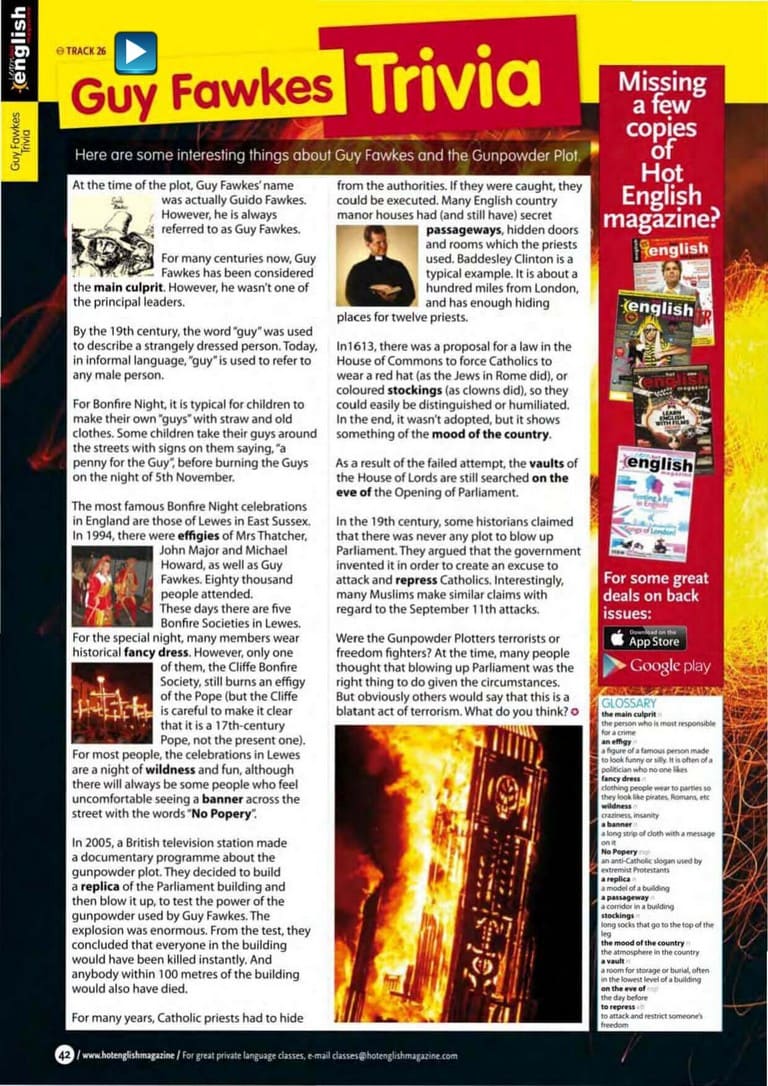 Learn hot
english
magazine
Guy Fawkes
Trivia
TRACK 26
Guy Fawkes Trivia
Here are some interesting things about Guy Fawkes and the Gunpowder Plot.
At the time of the plot, Guy Fawkes' name
was actually Guido Fawkes.
However, he is always
referred to as Guy Fawkes.
For many centuries now, Guy
Fawkes has been considered
the main culprit. However, he wasn't one of
the principal leaders.
By the 19th century, the word "guy" was used
to describe a strangely dressed person. Today,
in informal language, "guy" is used to refer to
any male person.
For Bonfire Night, it is typical for children to
make their own "guys" with straw and old
clothes. Some children take their guys around
the streets with signs on them saying, "a
penny for the Guy", before burning the Guys
on the night of 5th November.
The most famous Bonfire Night celebrations
in England are those of Lewes in East Sussex.
In 1994, there were effigies of Mrs Thatcher,
John Major and Michael
Howard, as well as Guy
Fawkes. Eighty thousand
people attended.
These days there are five
Bonfire Societies in Lewes.
For the special night, many members wear
historical fancy dress. However, only one
of them, the Cliffe Bonfire
Society, still burns an effigy
of the Pope (but the Cliffe
is careful to make it clear
that it is a 17th-century
Pope, not the present one).
For most people, the celebrations in Lewes
are a night of wildness and fun, although
there will always be some people who feel
uncomfortable seeing a banner across the
street with the words "No Popery".
In 2005, a British television station made
a documentary programme about the
gunpowder plot. They decided to build
a replica of the Parliament building and
then blow it up, to test the power of the
gunpowder used by Guy Fawkes. The
explosion was enormous. From the test, they
concluded that everyone in the building
would have been killed instantly. And
anybody within 100 metres of the building
would also have died.
For many years, Catholic priests had to hide
from the authorities. If they were caught, they
could be executed. Many English country
manor houses had (and still have) secret
passageways, hidden doors
and rooms which the priests
used. Baddesley Clinton is a
typical example. It is about a
hundred miles from London,
and has enough hiding
places for twelve priests.
In1613, there was a proposal for a law in the
House of Commons to force Catholics to
wear a red hat (as the Jews in Rome did), or
coloured stockings (as clowns did), so they
could easily be distinguished or humiliated.
In the end, it wasn't adopted, but it shows
something of the mood of the country.
As a result of the failed attempt, the vaults of
the House of Lords are still searched on the
eve of the Opening of Parliament.
In the 19th century, some historians claimed
that there was never any plot to blow up
Parliament. They argued that the government
invented it in order to create an excuse to
attack and repress Catholics. Interestingly,
many Muslims make similar claims with
regard to the September 11th attacks.
Were the Gunpowder Plotters terrorists or
freedom fighters? At the time, many people
thought that blowing up Parliament was the
right thing to do given the circumstances.
But obviously others would say that this is a
blatant act of terrorism. What do you think?
Missing
a few
copies
of
Hot
English
magazine?
english
english
english
LEARN
ENGLISH
WITH FILMS
english
For some great
deals on back
issues:
Download on the
App Store
Google play
GLOSSARY
the main culprit n
the person who is most responsible
for a crime
an effigy n
a figure of a famous person made
to look funny or silly. It is often of a
politician who no one likes
fancy dress n
clothing people wear to parties so
they look like pirates, Romans, etc
wildness n
craziness, insanity
a banner n
a long strip of cloth with a message
on it
No Popery exp
an anti-Catholic slogan used by
extremist Protestants
a replica n
a model of a building
a passageway n
a corridor in a building
stockings n
long socks that go to the top of the
leg
the mood of the country n
the atmosphere in the country
a vault n
a room for storage or burial, often
in the lowest level of a building
on the eve of exp
the day before
to repress vb
to attack and restrict someone's
freedom
42 / www.hotenglishmagazine / For great private language classes, e-mail classes@hotenglishmagazine.com